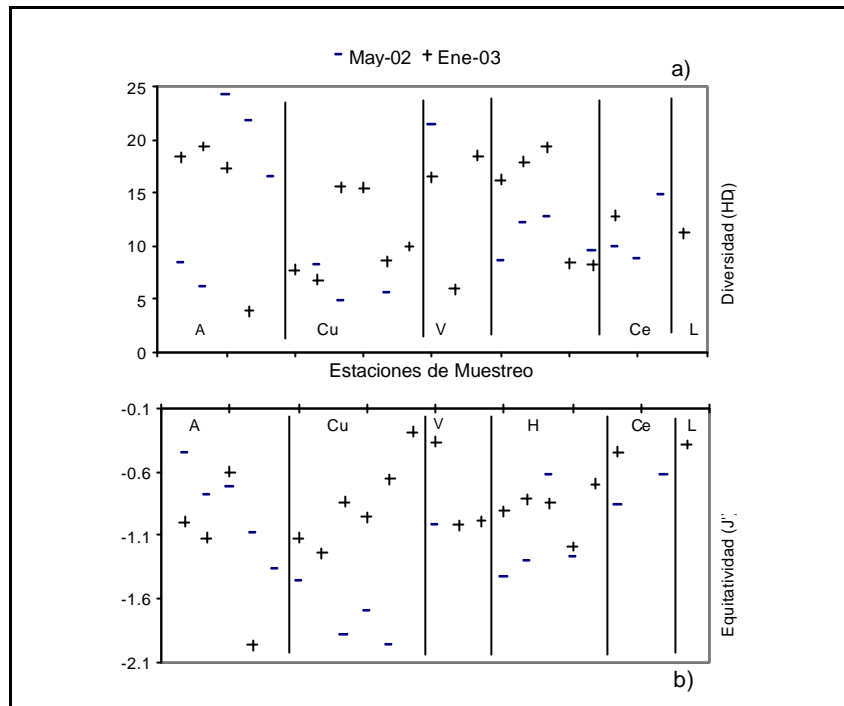 - May-02 + Ene-03
a)
25
20
15
10
5
0
A Cu V Ce L
Diversidad (HD)
Estaciones de Muestreo
-0.1
-0.6
-1.1
-1.6
-2.1
A Cu V H Ce L
Equitatividad (J'
b)